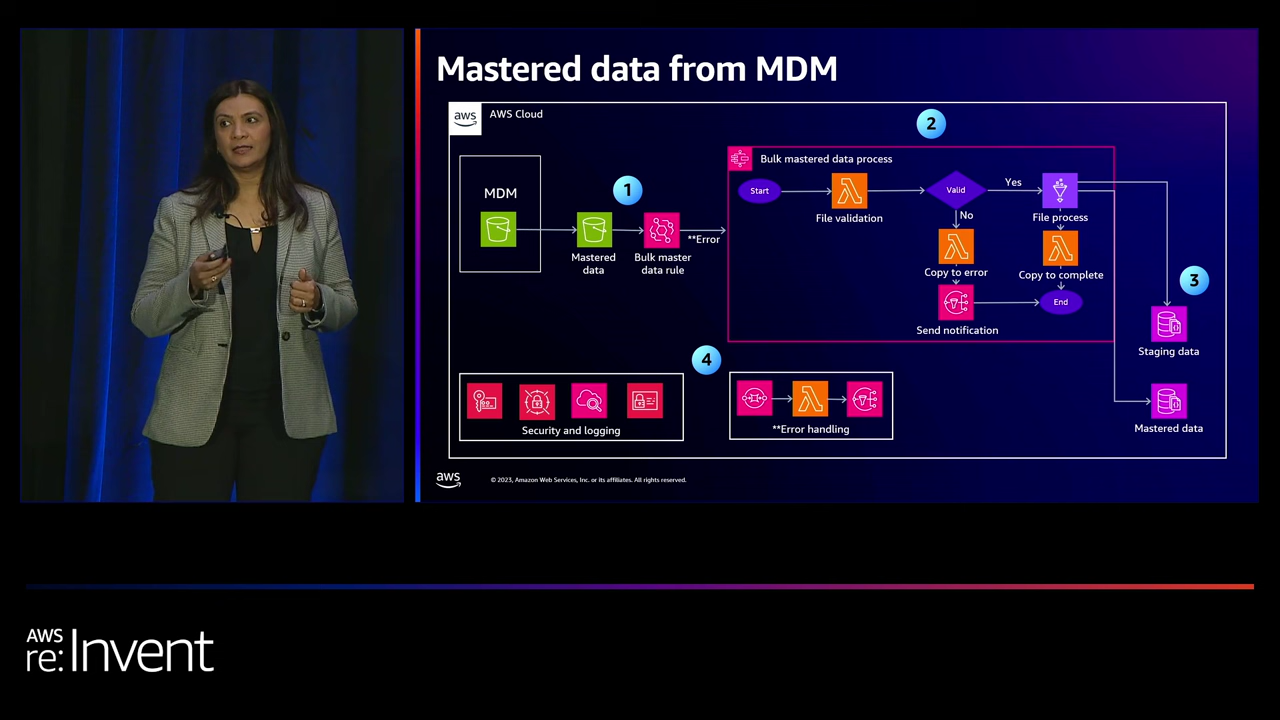 Mastered data from MDM
aws
AWS Cloud
2
Bulk mastered data process
MDM
1
Start
Valid
Yes
File validation
No
File process
**Error
Mastered
data
Bulk master
data rule
Copy to error
Copy to complete
3
End
Send notification
Staging data
4
Security and logging
**Error handling
Mastered data
aws
© 2023, Amazon Web Services, Inc. or its affiliates. All rights reserved.
AWS
re:Invent